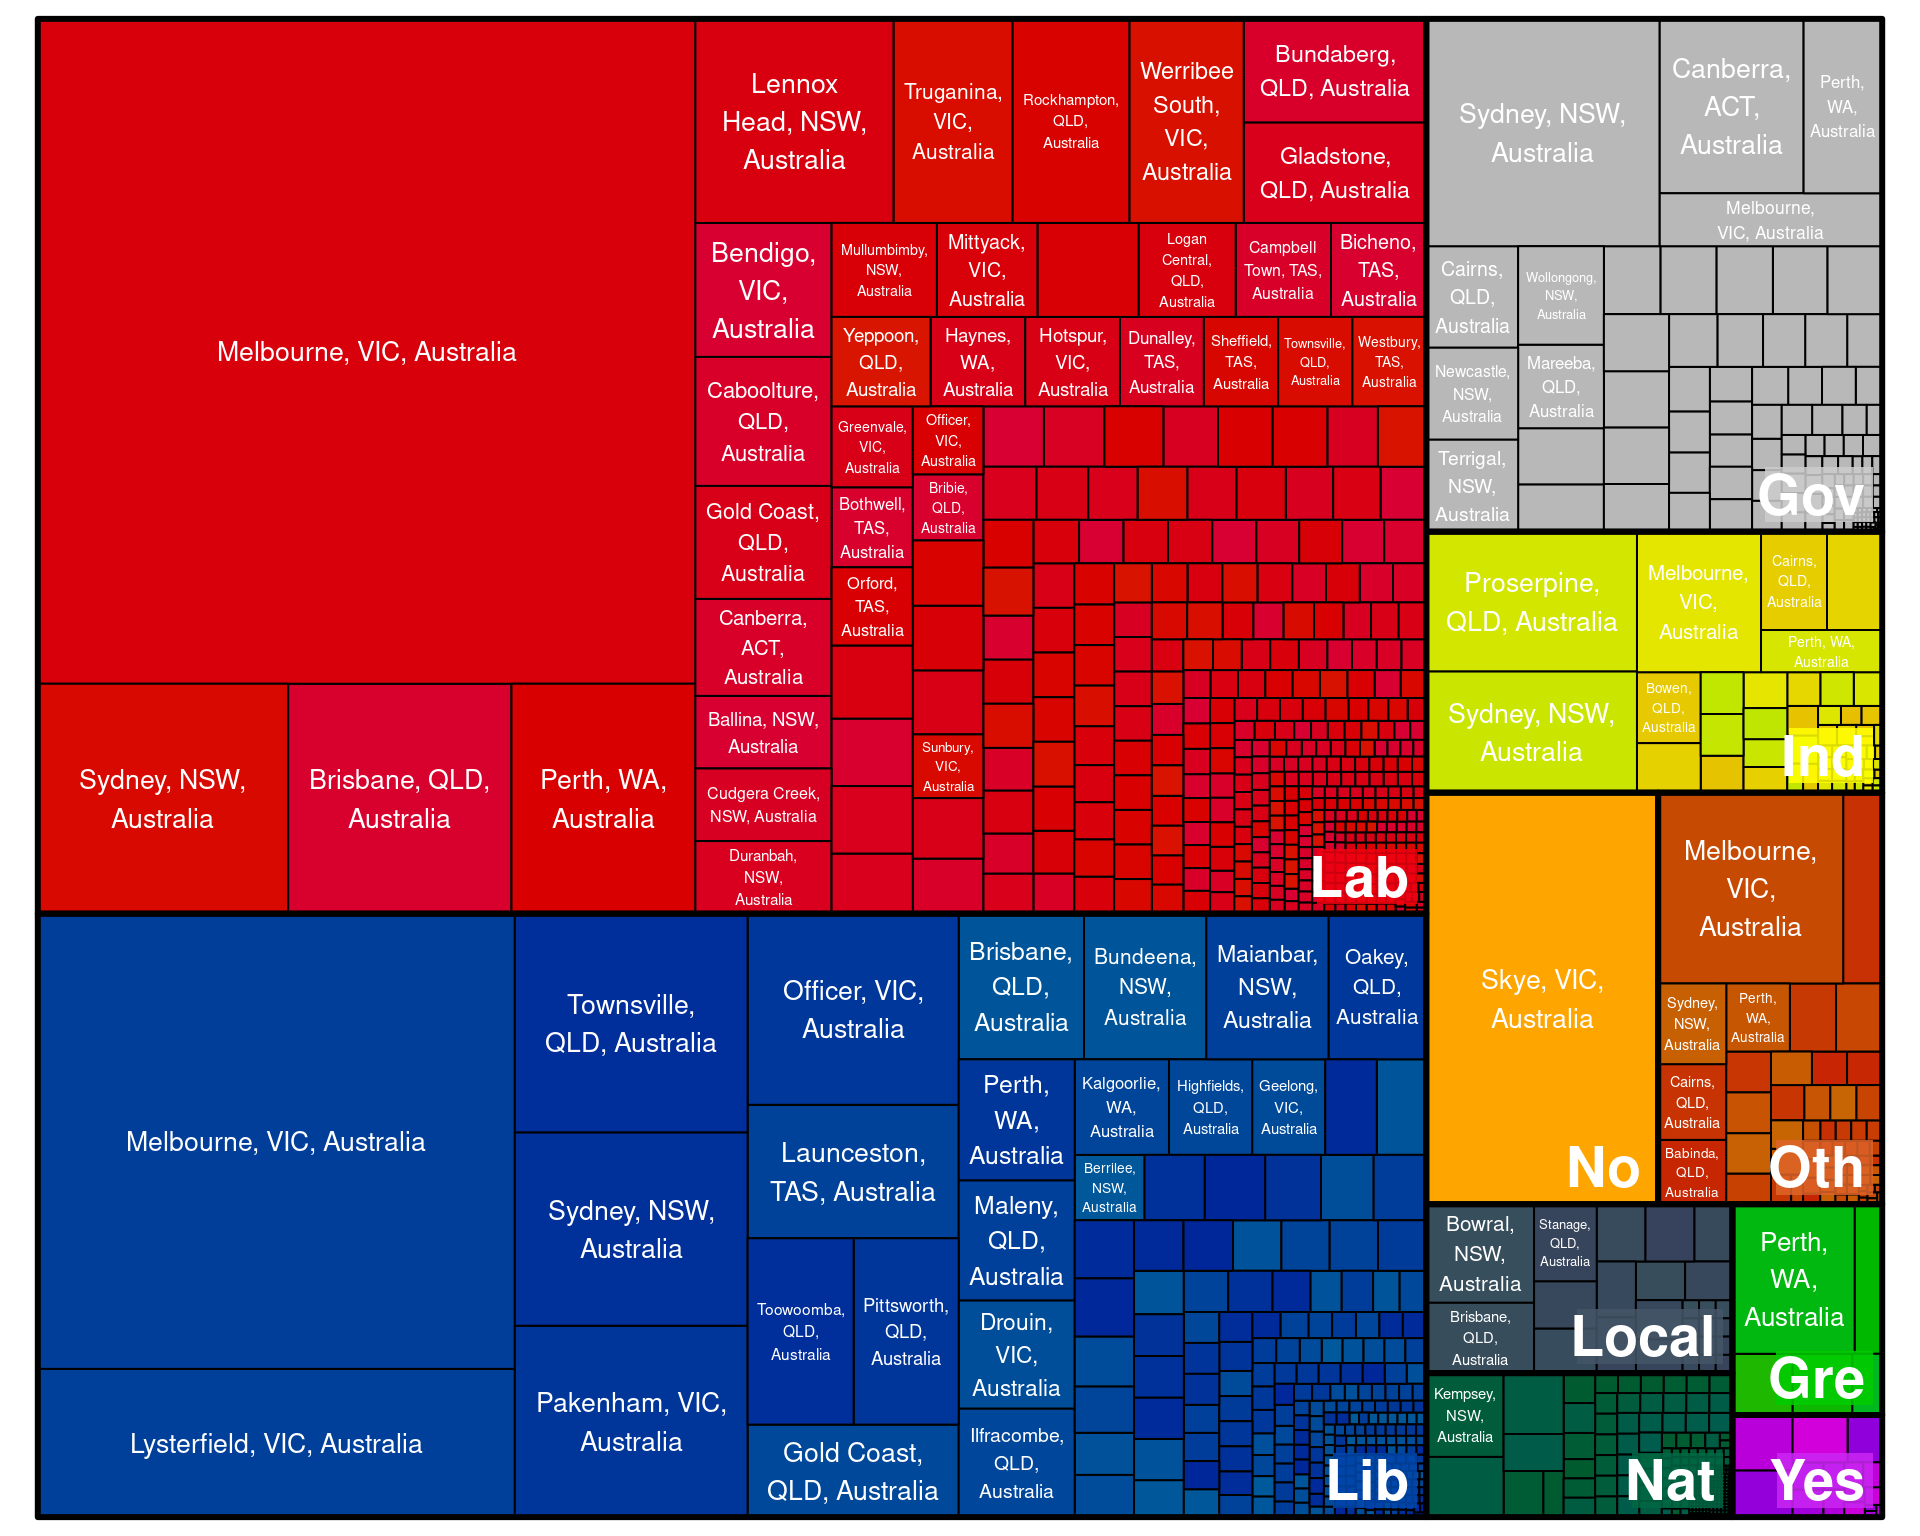 Melbourne, VIC, Australia
Sydney, NSW,
Australia
Brisbane, QLD,
Australia
Perth, WA,
Australia
Lennox
Head, NSW,
Australia
Truganina,
VIC,
Australia
Rockhampton,
QLD,
Australia
Werribee
South,
VIC,
Australia
Bundaberg,
QLD, Australia
Gladstone,
QLD, Australia
Bendigo,
VIC,
Australia
Caboolture,
QLD,
Australia
Gold Coast,
QLD,
Australia
Canberra,
ACT,
Australia
Ballina, NSW,
Australia
Cudgera Creek,
NSW, Australia
Duranbah,
NSW,
Australia
Mullumbimby,
NSW,
Australia
Mittyack,
VIC,
Australia
Logan
Central,
QLD,
Australia
Campbell
Town, TAS,
Australia
Bicheno,
TAS,
Australia
Yeppoon,
QLD,
Australia
Haynes,
WA,
Australia
Hotspur,
VIC,
Australia
Dunalley,
TAS,
Australia
Sheffield,
TAS,
Australia
Townsville,
QLD,
Australia
Westbury,
TAS,
Australia
Greenvale,
VIC,
Australia
Bothwell,
TAS,
Australia
Orford,
TAS,
Australia
Officer,
VIC,
Australia
Bribie,
QLD,
Australia
Sunbury,
VIC,
Australia
Lab
Melbourne, VIC, Australia
Lysterfield, VIC, Australia
Townsville,
QLD, Australia
Sydney, NSW,
Australia
Pakenham, VIC,
Australia
Officer, VIC,
Australia
Launceston,
TAS, Australia
Toowoomba,
QLD,
Australia
Pittsworth,
QLD,
Australia
Gold Coast,
QLD, Australia
Brisbane,
QLD,
Australia
Bundeena,
NSW,
Australia
Maianbar,
NSW,
Australia
Oakey,
QLD,
Australia
Perth,
WA,
Australia
Maleny,
QLD,
Australia
Drouin,
VIC,
Australia
Ilfracombe,
QLD,
Australia
Kalgoorlie,
WA,
Australia
Highfields,
QLD,
Australia
Geelong,
VIC,
Australia
Berrilee,
NSW,
Australia
Lib
Sydney, NSW,
Australia
Canberra,
ACT,
Australia
Perth,
WA,
Australia
Melbourne,
VIC, Australia
Cairns,
QLD,
Australia
Newcastle,
NSW,
Australia
Terrigal,
NSW,
Australia
Wollongong,
NSW,
Australia
Mareeba,
QLD,
Australia
Gov
Proserpine,
QLD, Australia
Sydney, NSW,
Australia
Melbourne,
VIC,
Australia
Cairns,
QLD,
Australia
Perth, WA,
Australia
Bowen,
QLD,
Australia
Ind
Skye, VIC,
Australia
No
Melbourne,
VIC,
Australia
Sydney,
NSW,
Australia
Perth,
WA,
Australia
Cairns,
QLD,
Australia
Babinda,
QLD,
Australia
Oth
Bowral,
NSW,
Australia
Brisbane,
QLD,
Australia
Stanage,
QLD,
Australia
Local
Perth,
WA,
Australia
Gre
Kempsey,
NSW,
Australia
Nat
Yes